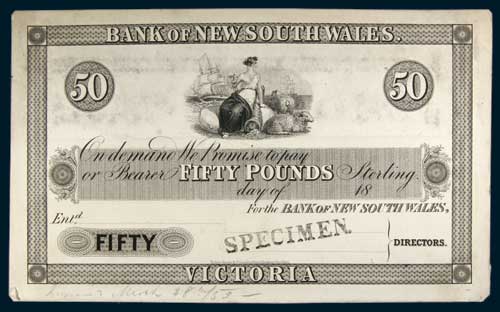 BANK OF NEW SOUTH WALES.
50 50
On demand We Promise to pay
or Bearer FIFTY POUNDS Sterling.
day of 18
For the BANK OF NEW SOUTH WALES,
Ent.d
FIFTY SPECIMEN. DIRECTORS.
VICTORIA